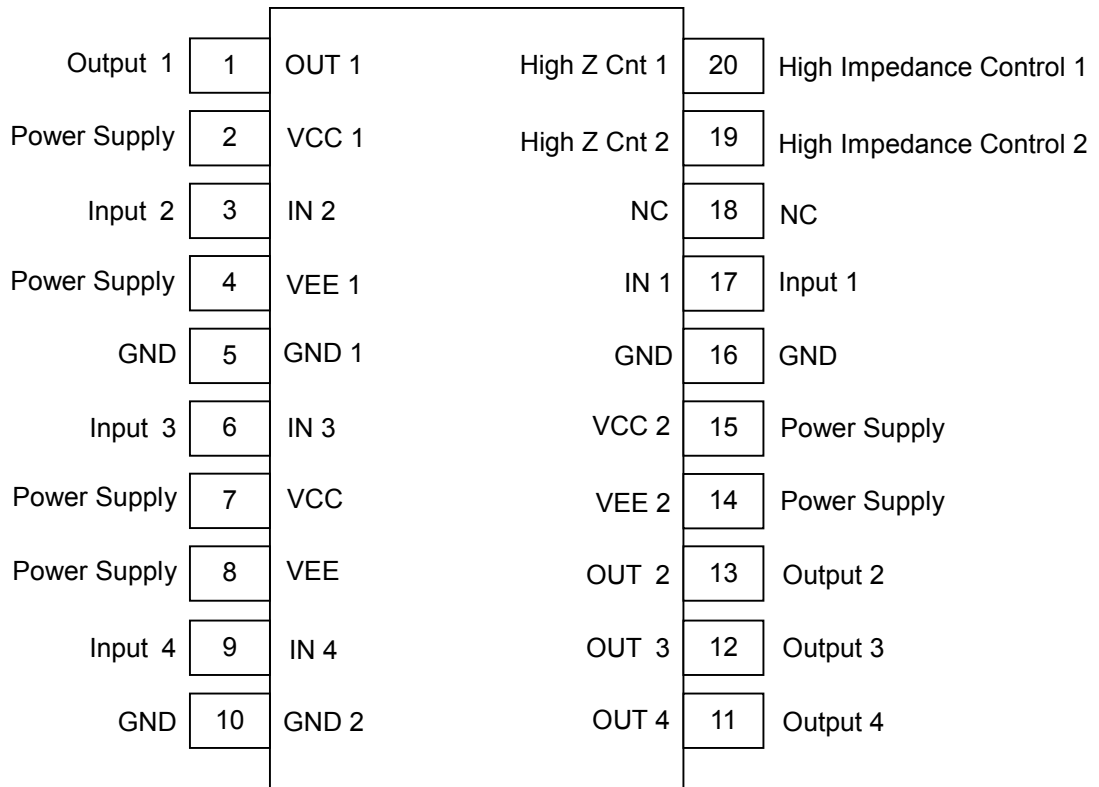 Output 1 1 OUT 1 High Z Cnt 1 20 High Impedance Control 1
Power Supply 2 VCC 1 High Z Cnt 2 19 High Impedance Control 2
Input 2 3 IN 2 NC 18 NC
Power Supply 4 VEE 1 IN 1 17 Input 1
GND 5 GND 1 GND 16 GND
Input 3 6 IN 3 VCC 2 15 Power Supply
Power Supply 7 VCC VEE 2 14 Power Supply
Power Supply 8 VEE OUT 2 13 Output 2
Input 4 9 IN 4 OUT 3 12 Output 3
GND 10 GND 2 OUT 4 11 Output 4